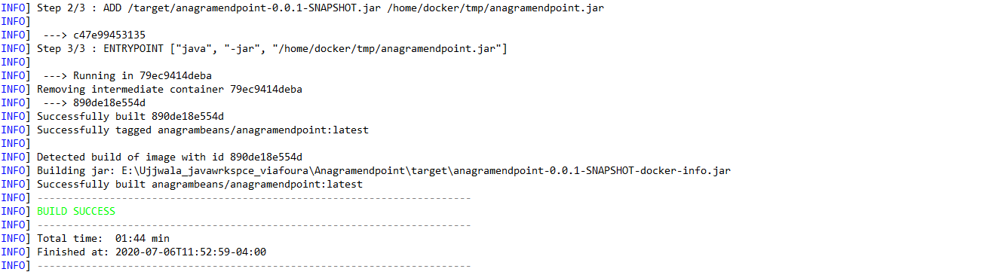 INFO] Step 2/3 : ADD /target/anagramendpoint-0.0.1-SNAPSHOT.jar /home/docker/tmp/anagramendpoint.jar
INFO]
INFO]  ---> c47e99453135
INFO] Step 3/3 : ENTRYPOINT ["java", "-jar", "/home/docker/tmp/anagramendpoint.jar"]
INFO]
INFO]  ---> Running in 79ec9414deba
INFO] Removing intermediate container 79ec9414deba
INFO]  ---> 890de18e554d
INFO] Successfully built 890de18e554d
INFO] Successfully tagged anagrambeans/anagramendpoint:latest
INFO]
INFO] Detected build of image with id 890de18e554d
INFO] Building jar: E:\Ujjwala_javawrkspce_viafoura\Anagramendpoint\target\anagramendpoint-0.0.1-SNAPSHOT-docker-info.jar
INFO] Successfully built anagrambeans/anagramendpoint:latest
INFO] ------------------------------------------------------------------------
INFO] BUILD SUCCESS
INFO] ------------------------------------------------------------------------
INFO] Total time:  01:44 min
INFO] Finished at: 2020-07-06T11:52:59-04:00
INFO] ------------------------------------------------------------------------